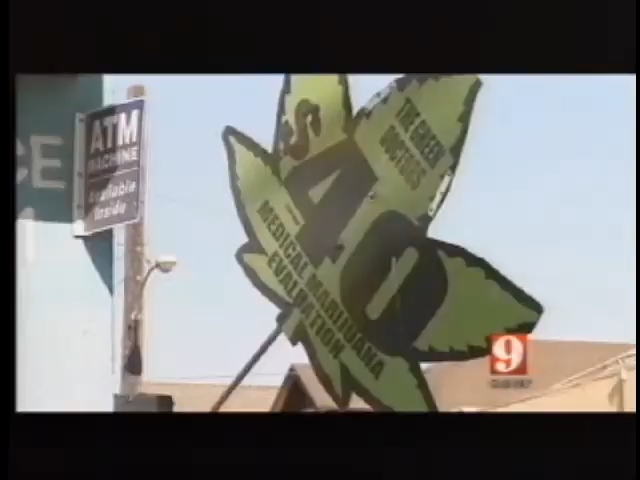 CE
ATM
MACHINE
Available
Inside
$40
THE GREEN
DOCTORS
MEDICAL MARIJUANA
EVALUATION
9